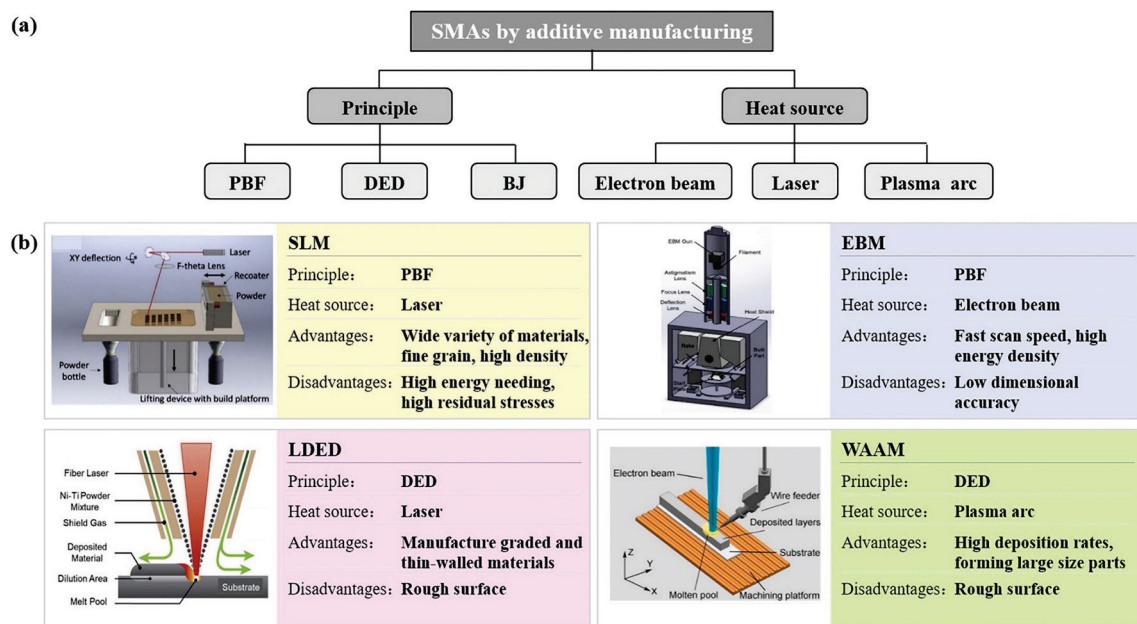 (a)
SMAs by additive manufacturing
Principle
Heat source
PBF
DED
BJ
Electron beam
Laser
Plasma arc
(b)
XY deflection
Laser
F-theta Lens
Recoater
Powder
Powder
bottle
Lifting device with build platform
SLM
Principle: PBF
Heat source: Laser
Advantages: Wide variety of materials,
fine grain, high density
Disadvantages: High energy needing,
high residual stresses
EBM Gun
Filament
Astigmatism
Lens
Focus Lens
Deflection
Lens
Heat Shield
Rake
Built
Part
EBM
Principle: PBF
Heat source: Electron beam
Advantages: Fast scan speed, high
energy density
Disadvantages: Low dimensional
accuracy
Fiber Laser
Ni-Ti Powder
Mixture
Shield Gas
Deposited
Material
Dilution Area
Melt Pool
Substrate
LDED
Principle: DED
Heat source: Laser
Advantages: Manufacture graded and
thin-walled materials
Disadvantages: Rough surface
Electron beam
Wire feeder
Deposited layers
Substrate
Z
Y
X
Molten pool
Machining platform
WAAM
Principle: DED
Heat source: Plasma arc
Advantages: High deposition rates,
forming large size parts
Disadvantages: Rough surface